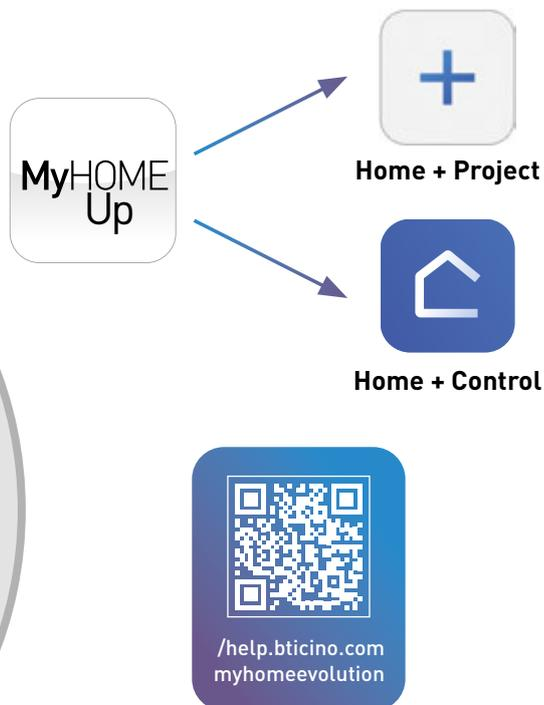 MyHOME
Up
Home + Project
Home + Control
/help.bticino.com
myhomeevolution